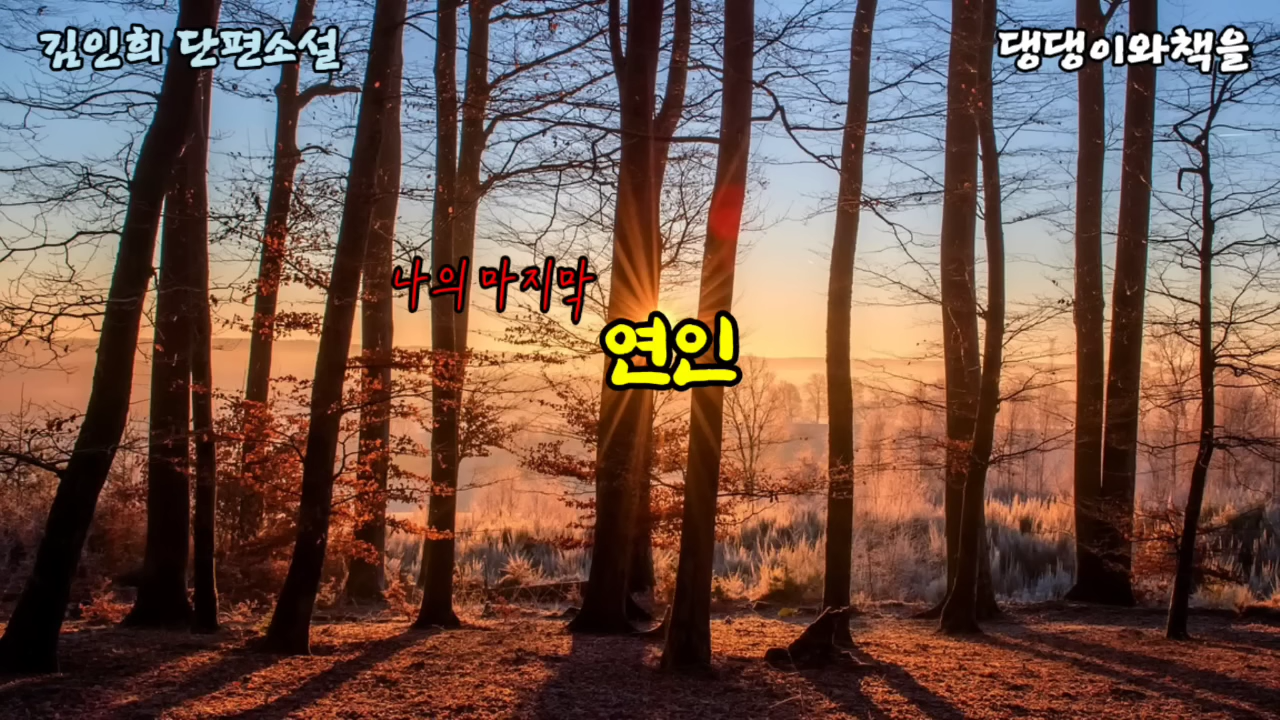 김인희 단편소설
댕댕이와책을
나의 마지막
연인